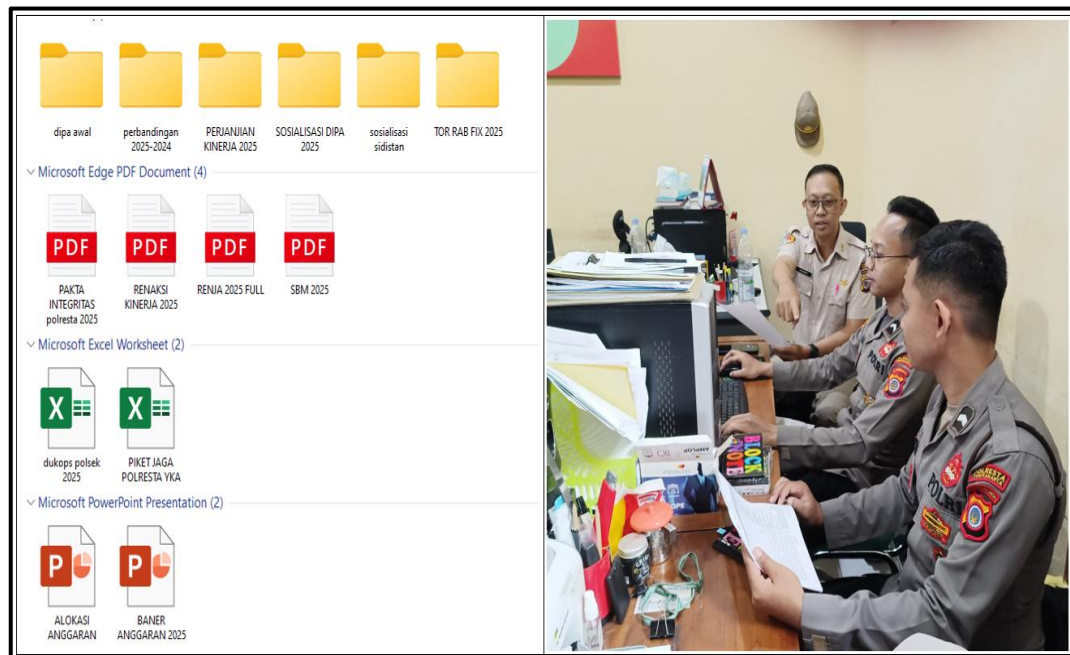 dipa awal
perbandingan
2025-2024
PERJANJIAN
KINERJA 2025
SOSIALISASI DIPA
2025
sosialisasi
sidistan
TOR RAB FIX 2025
Microsoft Edge PDF Document (4)
PDF
PDF
PDF
PDF
PAKTA
INTEGRITAS
polresta 2025
RENAKSI
KINERJA 2025
RENJA 2025 FULL
SBM 2025
Microsoft Excel Worksheet (2)
X
X
dukops polsek
2025
PIKET JAGA
POLRESTA YKA
Microsoft PowerPoint Presentation (2)
P
P
ALOKASI
ANGGARAN
BANER
ANGGARAN 2025
AMPLOP
BLOCK
NOTE
POLRESTA